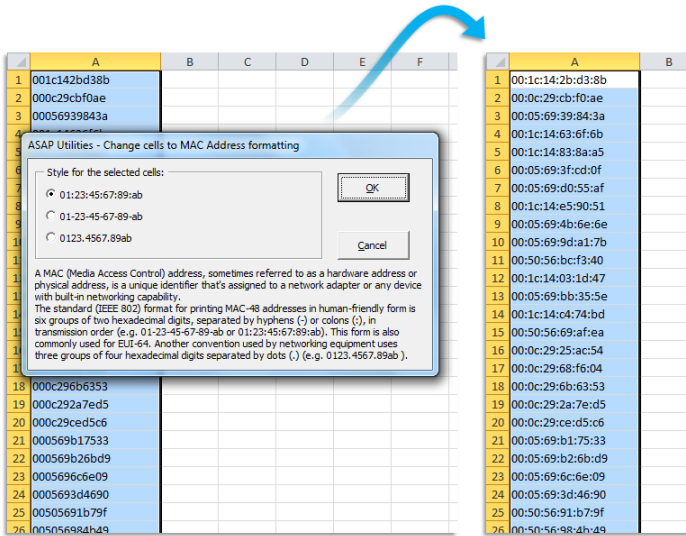 A B C D E F
1 001c142bd38b
2 000c29cbf0ae
3 00056939843a
4
5
ASAP Utilities - Change cells to MAC Address formatting
Style for the selected cells:
01:23:45:67:89:ab
01-23-45-67-89-ab
0123.4567.89ab
OK
Cancel
A MAC (Media Access Control) address, sometimes referred to as a hardware address or
physical address, is a unique identifier that's assigned to a network adapter or any device
with built-in networking capability.
The standard (IEEE 802) format for printing MAC-48 addresses in human-friendly form is
six groups of two hexadecimal digits, separated by hyphens (-) or colons (:), in
transmission order (e.g. 01-23-45-67-89-ab or 01:23:45:67:89:ab). This form is also
commonly used for EUI-64. Another convention used by networking equipment uses
three groups of four hexadecimal digits separated by dots (.) (e.g. 0123.4567.89ab ).
18 000c296b6353
19 000c292a7ed5
20 000c29ced5c6
21 000569b17533
22 000569b26bd9
23 0005696c6e09
24 0005693d4690
25 00505691b79f
26 005056984b49
A B
1 00:1c:14:2b:d3:8b
2 00:0c:29:cb:f0:ae
3 00:05:69:39:84:3a
4 00:1c:14:63:6f:6b
5 00:1c:14:83:8a:a5
6 00:05:69:3f:cd:0f
7 00:05:69:d0:55:af
8 00:1c:14:e5:90:51
9 00:05:69:4b:6e:6e
10 00:05:69:9d:a1:7b
11 00:50:56:bc:f3:40
12 00:1c:14:03:1d:47
13 00:05:69:bb:35:5e
14 00:1c:14:c4:74:bd
15 00:50:56:69:af:ea
16 00:0c:29:25:ac:54
17 00:0c:29:68:f6:04
18 00:0c:29:6b:63:53
19 00:0c:29:2a:7e:d5
20 00:0c:29:ce:d5:c6
21 00:05:69:b1:75:33
22 00:05:69:b2:6b:d9
23 00:05:69:6c:6e:09
24 00:05:69:3d:46:90
25 00:50:56:91:b7:9f
26 00:50:56:98:4b:49